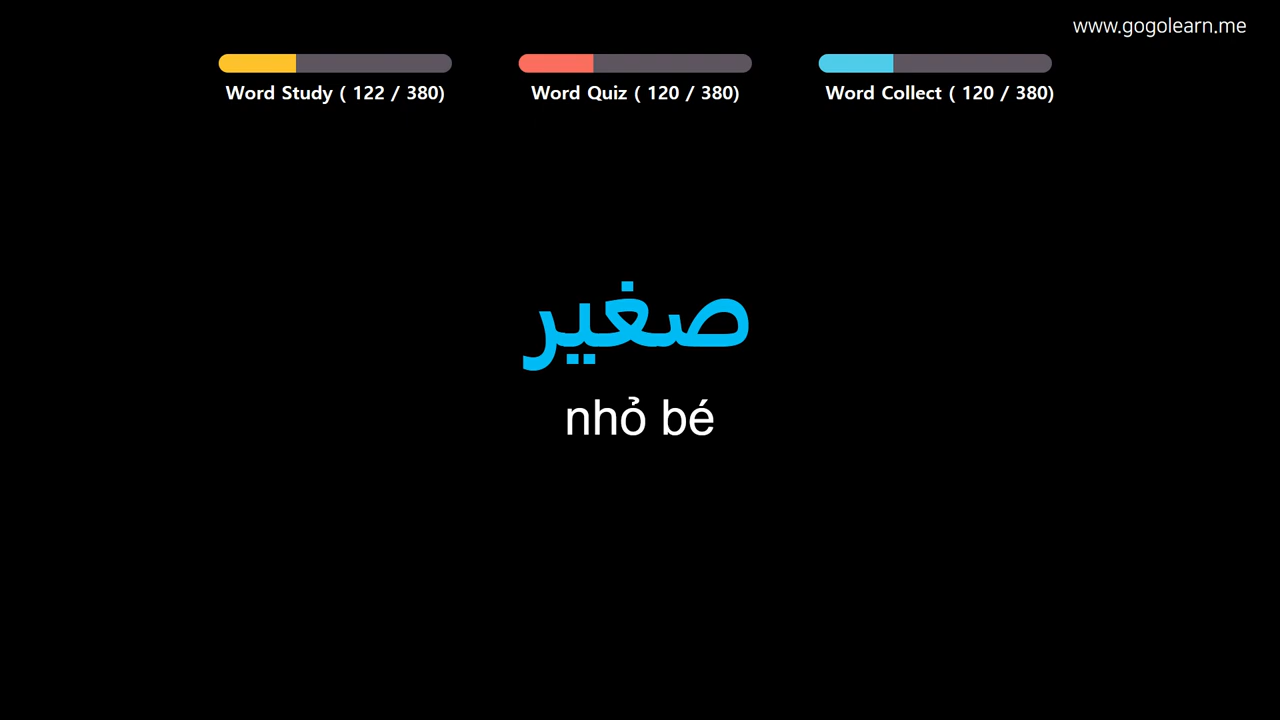 www.gogolearn.me
Word Study ( 122 / 380)
Word Quiz ( 120 / 380)
Word Collect ( 120 / 380)
صغير
nhỏ bé